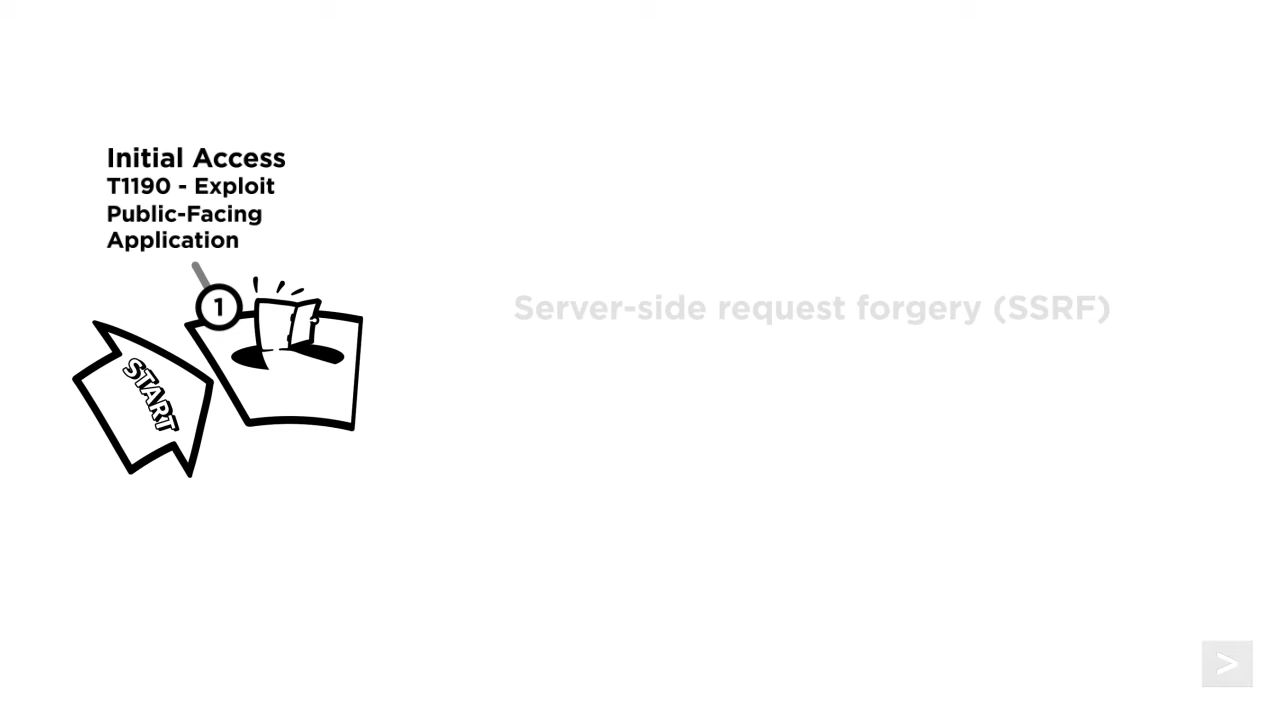 Initial Access
T1190 - Exploit
Public-Facing
Application
1
START
Server-side request forgery (SSRF)
>